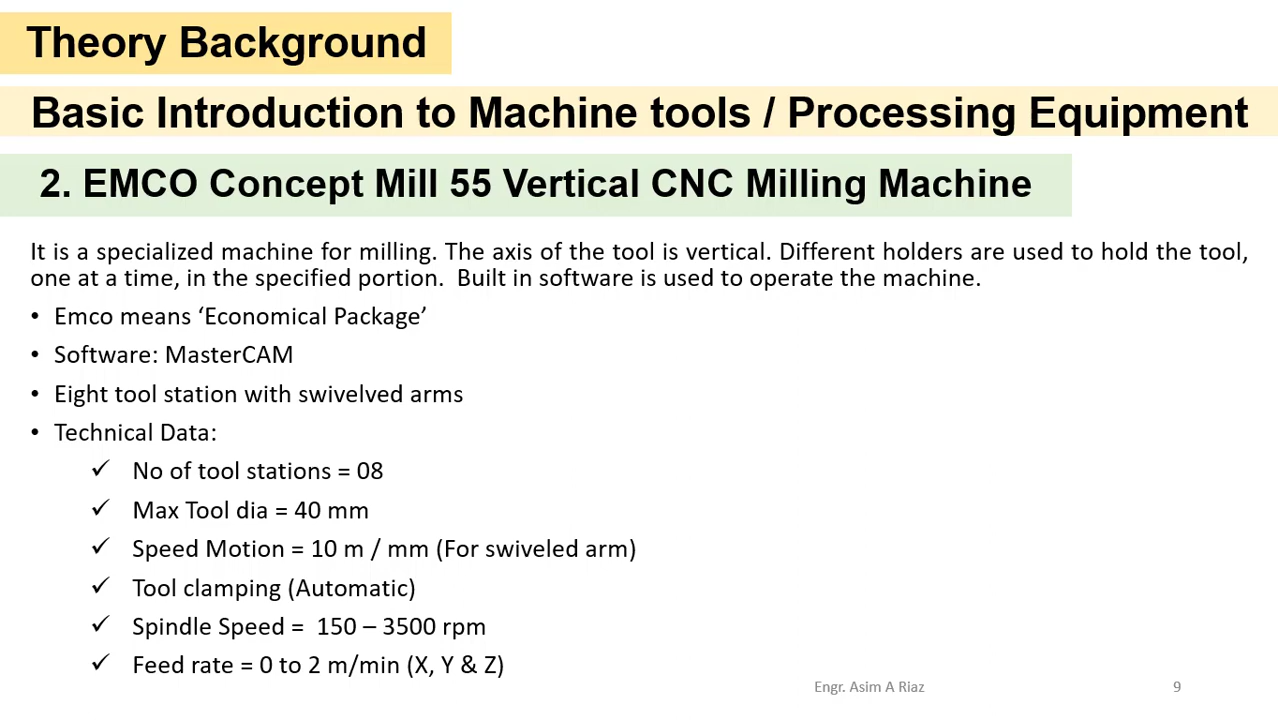 Theory Background
Basic Introduction to Machine tools / Processing Equipment
2. EMCO Concept Mill 55 Vertical CNC Milling Machine
It is a specialized machine for milling. The axis of the tool is vertical. Different holders are used to hold the tool,
one at a time, in the specified portion.  Built in software is used to operate the machine.
• Emco means ‘Economical Package’
• Software: MasterCAM
• Eight tool station with swivelved arms
• Technical Data:
✓ No of tool stations = 08
✓ Max Tool dia = 40 mm
✓ Speed Motion = 10 m / mm (For swiveled arm)
✓ Tool clamping (Automatic)
✓ Spindle Speed =  150 – 3500 rpm
✓ Feed rate = 0 to 2 m/min (X, Y & Z)
Engr. Asim A Riaz
9